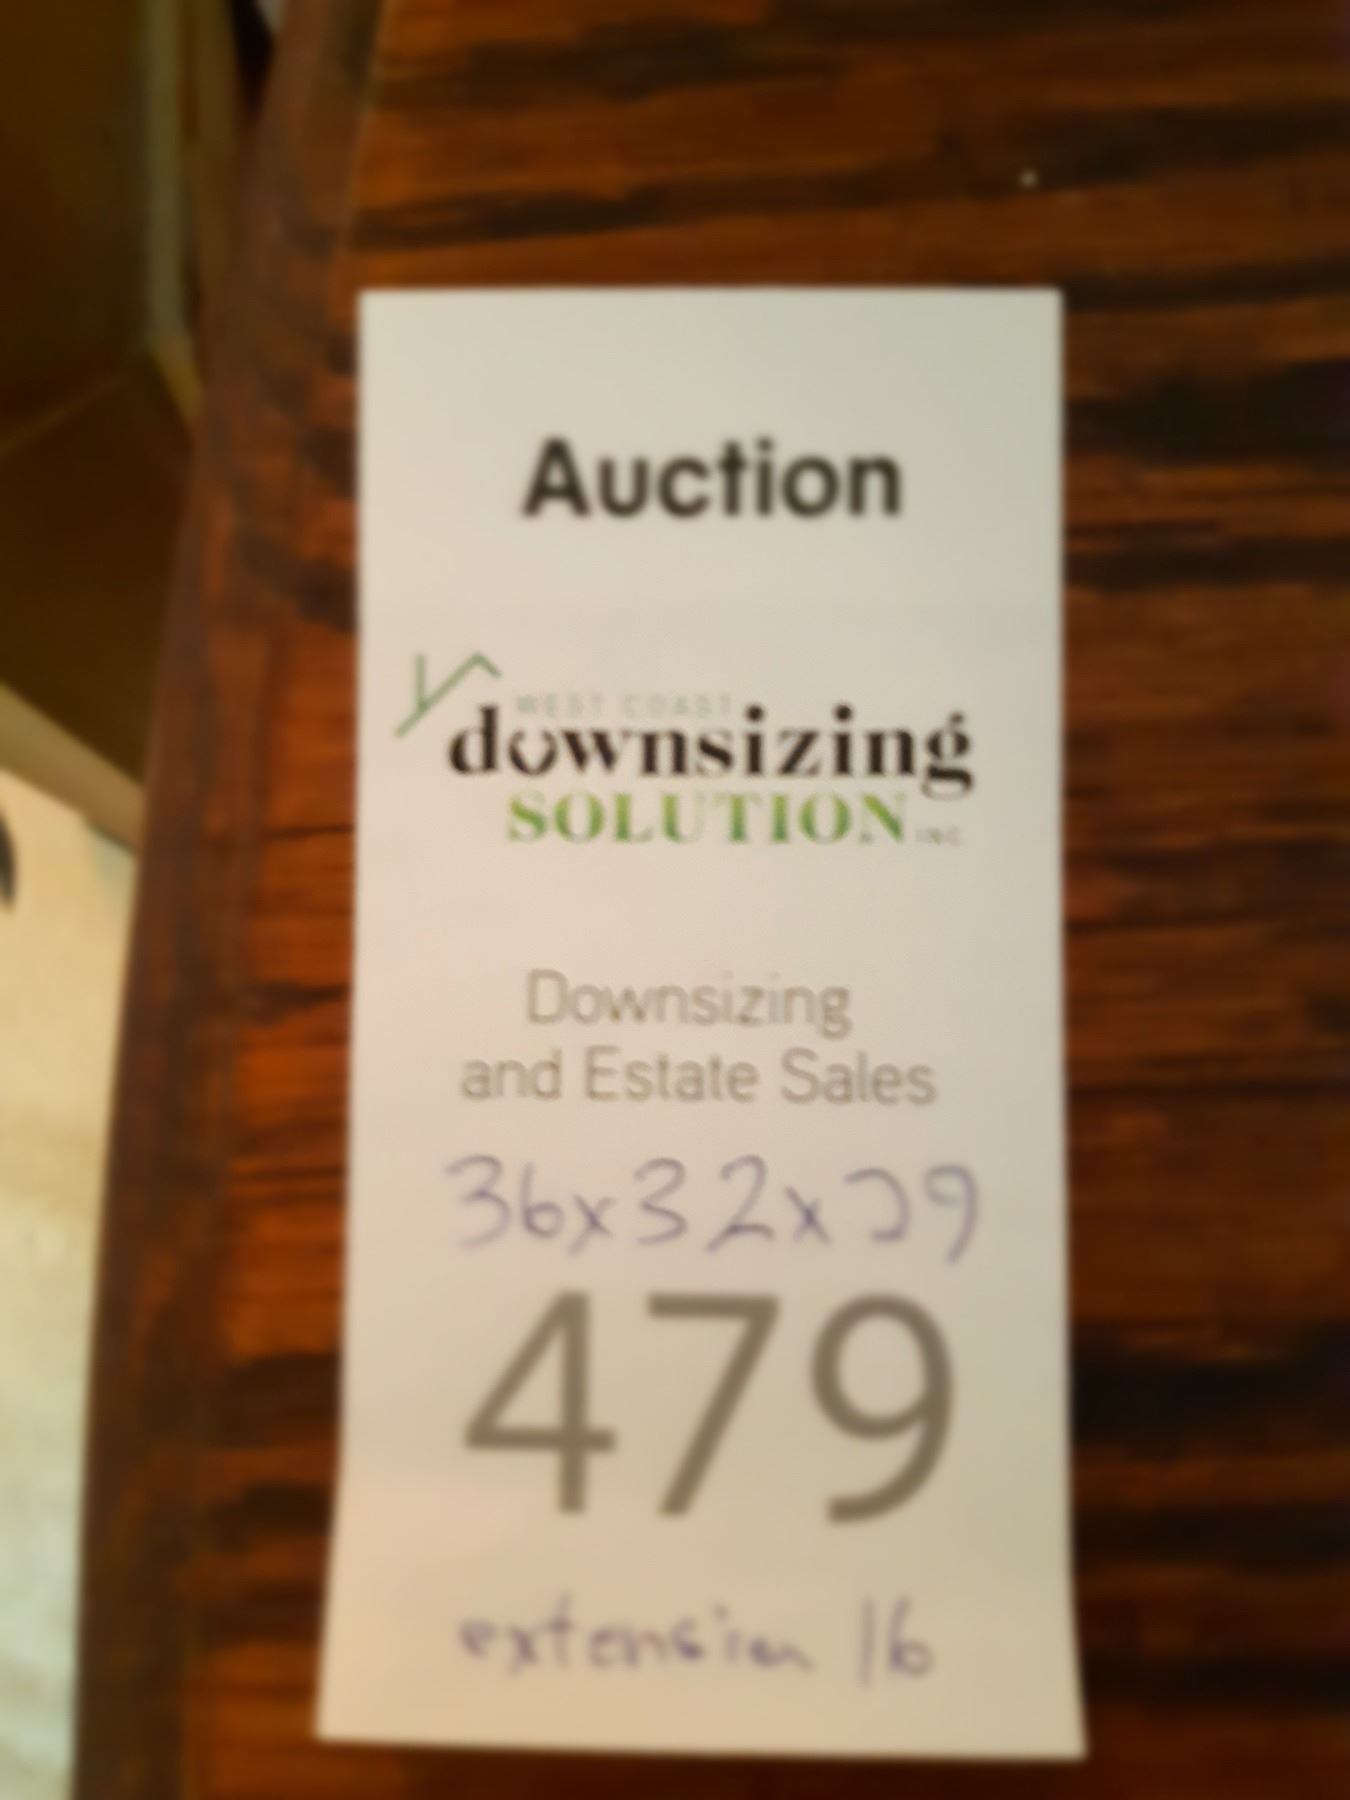 Auction
WEST COAST
downsizing
SOLUTION INC
Downsizing
and Estate Sales
36x32x29
479
extension 16